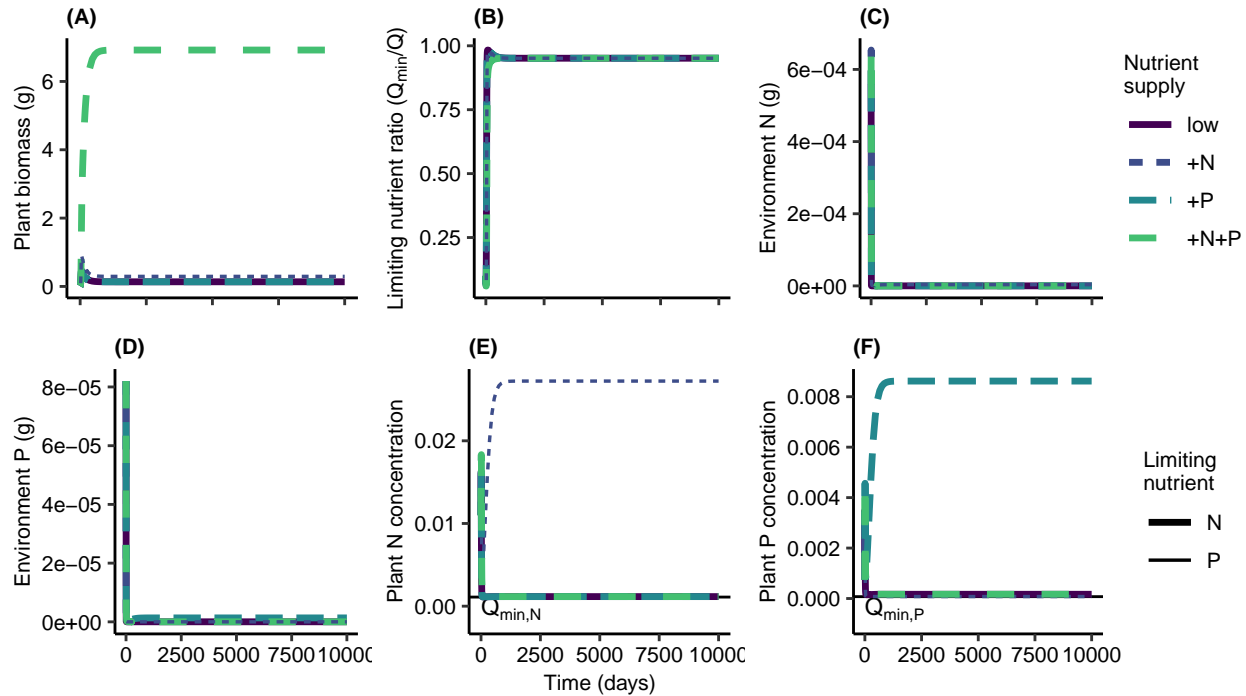 (A)
Plant biomass (g)
6
4
2
0
(B)
Limiting nutrient ratio (Qmin/Q)
1.00
0.75
0.50
0.25
(C)
Environment N (g)
6e−04
4e−04
2e−04
0e+00
Nutrient
supply
low
+N
+P
+N+P
(D)
Environment P (g)
8e−05
6e−05
4e−05
2e−05
0e+00
0 2500 5000 7500 10000
(E)
Plant N concentration
0.02
0.01
0.00
Qmin,N
0 2500 5000 7500 10000
Time (days)
(F)
Plant P concentration
0.008
0.006
0.004
0.002
0.000
Qmin,P
0 2500 5000 7500 10000
Limiting
nutrient
N
P